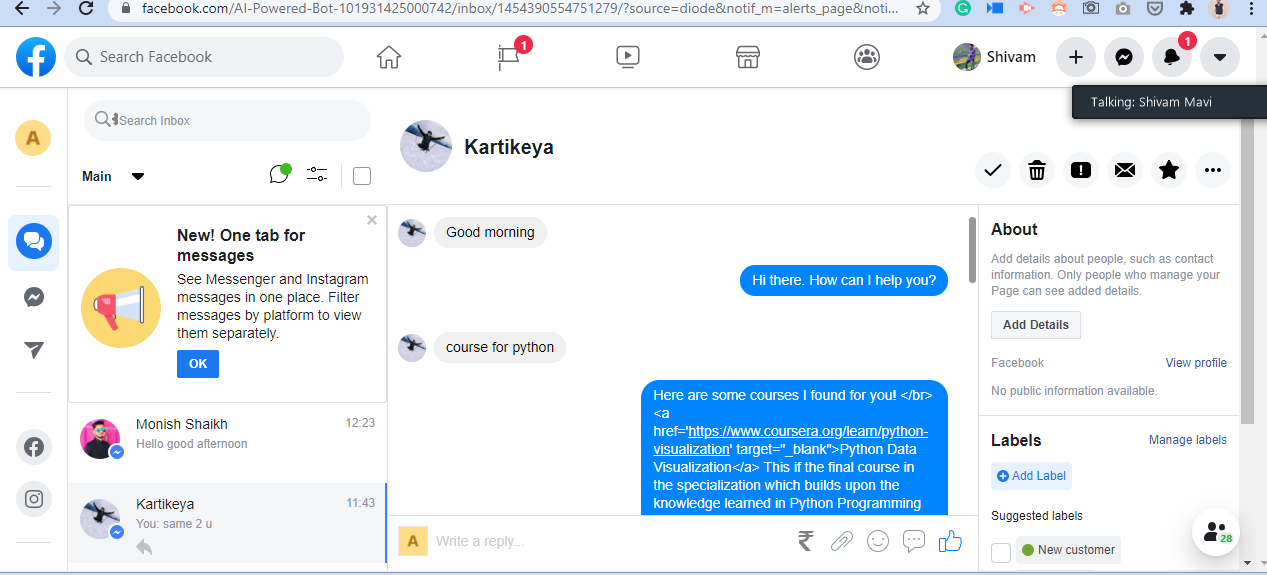 facebook.com/AI-Powered-Bot-101931425000742/inbox/1454390554751279/?source=diode&notif_m=alerts_page&noti...
Search Facebook
1
Shivam
1
Talking: Shivam Mavi
A
Search Inbox
Main
Kartikeya
New! One tab for
messages
See Messenger and Instagram
messages in one place. Filter
messages by platform to view
them separately.
OK
Monish Shaikh
12:23
Hello good afternoon
Kartikeya
11:43
You: same 2 u
Good morning
Hi there. How can I help you?
course for python
Here are some courses I found for you! </br>
<a
href='https://www.coursera.org/learn/python-
visualization' target="_blank">Python Data
Visualization</a> This if the final course in
the specialization which builds upon the
knowledge learned in Python Programming
A
Write a reply...
₹
About
Add details about people, such as contact
information. Only people who manage your
Page can see added details.
Add Details
Facebook
View profile
No public information available.
Labels
Manage labels
Add Label
Suggested labels
New customer
28